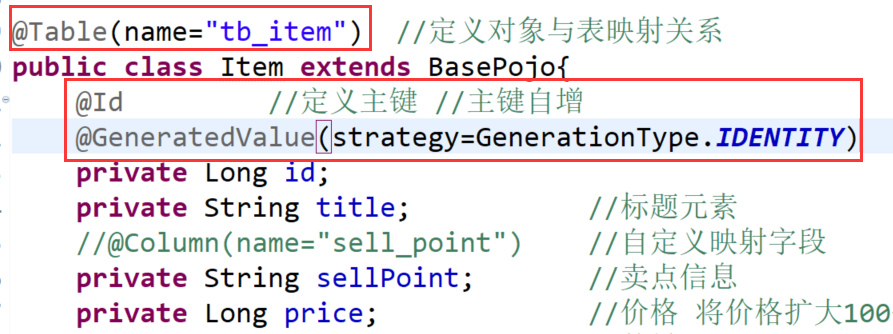 @Table(name="tb_item") //定义对象与表映射关系
public class Item extends BasePojo{
@Id //定义主键 //主键自增
@GeneratedValue(strategy=GenerationType.IDENTITY)
private Long id;
private String title; //标题元素
//@Column(name="sell_point") //自定义映射字段
private String sellPoint; //卖点信息
private Long price; //价格 将价格扩大100